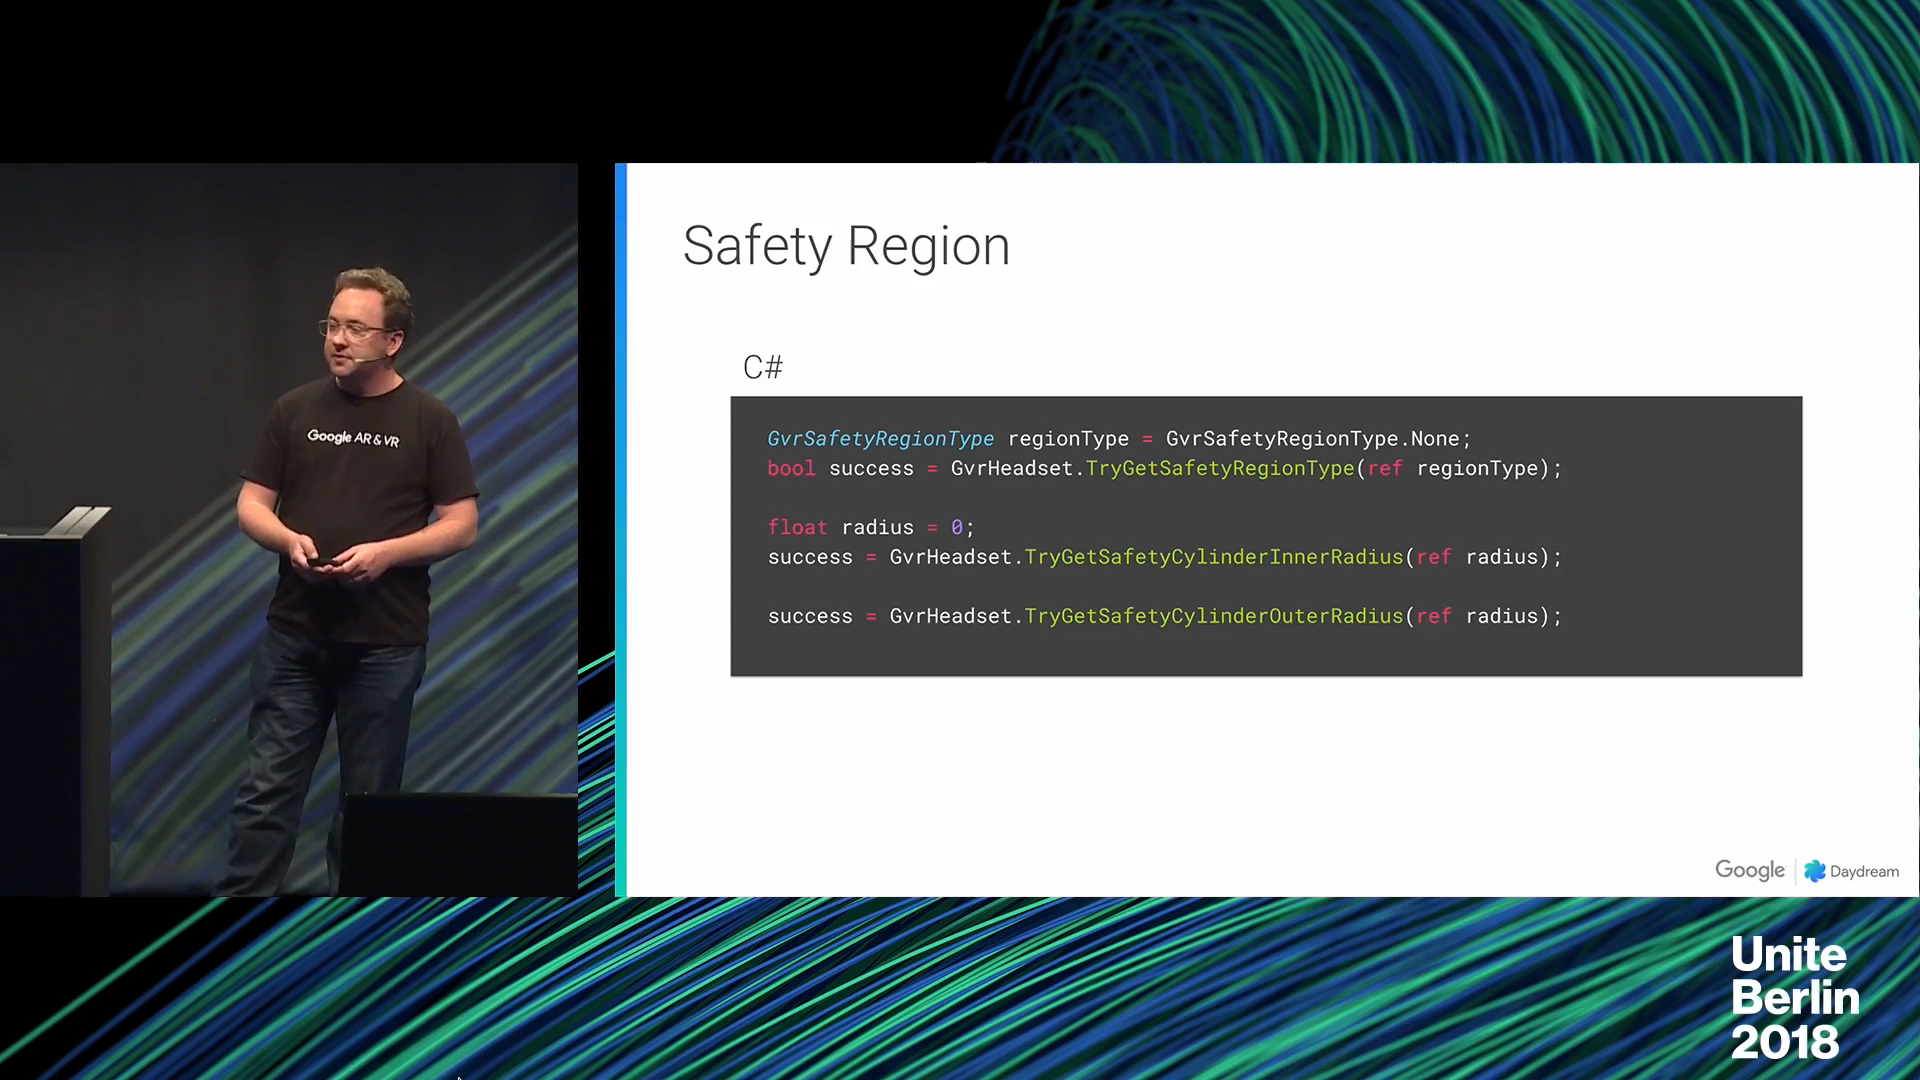 Google AR & VR
Safety Region
C#
GvrSafetyRegionType regionType = GvrSafetyRegionType.None;
bool success = GvrHeadset.TryGetSafetyRegionType(ref regionType);
float radius = 0;
success = GvrHeadset.TryGetSafetyCylinderInnerRadius(ref radius);
success = GvrHeadset.TryGetSafetyCylinderOuterRadius(ref radius);
Google | Daydream
Unite
Berlin
2018